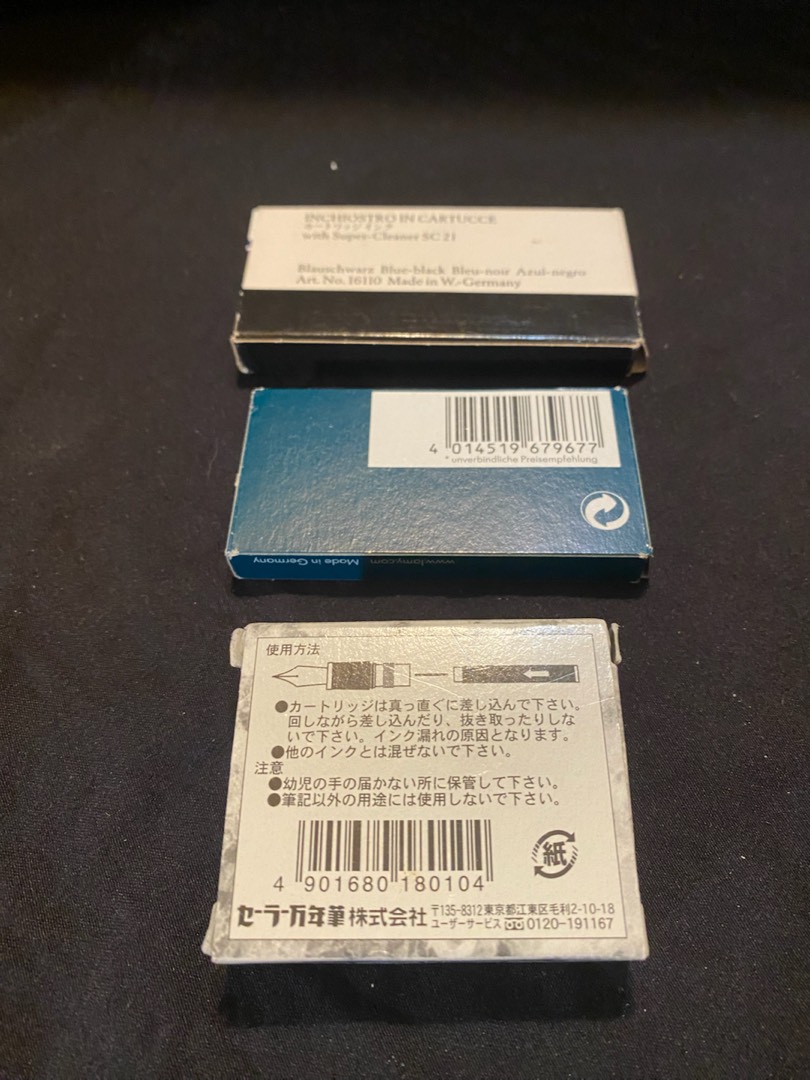 INCHIOSTRO IN CARTUCCE
カートリッジインク
with Super-Cleaner SC 21
Blauschwarz Blue-black Bleu-noir Azul-negro
Art. No. 16110 Made in W.-Germany
4 014519 679677
* unverbindliche Preisempfehlung
Made in Germany
www.lamy.com
使用方法
●カートリッジは真っ直ぐに差し込んで下さい。
回しながら差し込んだり、抜き取ったりしな
いで下さい。インク漏れの原因となります。
●他のインクとは混ぜないで下さい。
注意
●幼児の手の届かない所に保管して下さい。
●筆記以外の用途には使用しないで下さい。
紙
4 901680 180104
セーラー万年筆株式会社 〒135-8312 東京都江東区毛利2-10-18
ユーザーサービス 0120-191167